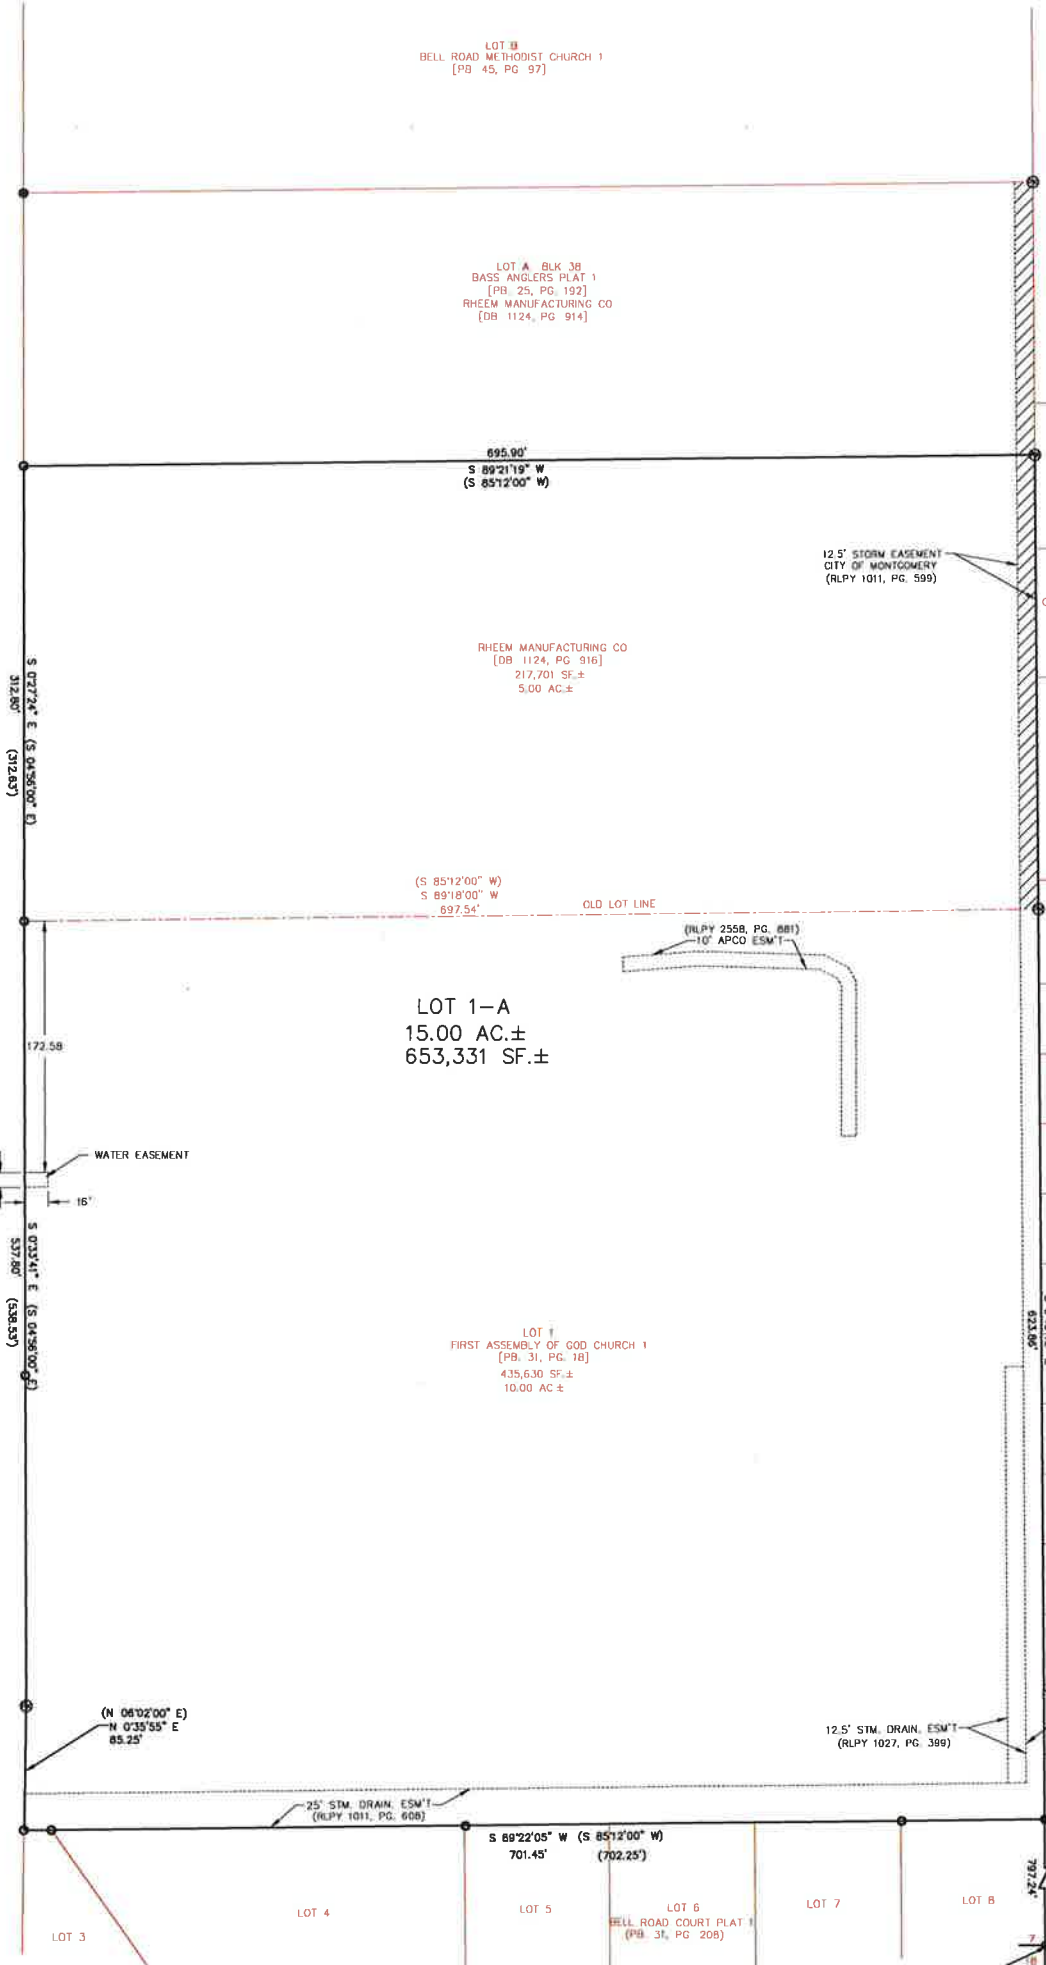 LOT B
BELL ROAD METHODIST CHURCH 1
[PB 45, PG 97]
LOT A BLK 38
BASS ANGLERS PLAT 1
[PB. 25, PG. 192]
RHEEM MANUFACTURING CO
[DB 1124, PG 914]
695.90'
S 89°21'19" W
(S 85°12'00" W)
12.5' STORM EASEMENT
CITY OF MONTGOMERY
(RLPY 1011, PG. 599)
RHEEM MANUFACTURING CO
[DB 1124, PG 916]
217,701 SF.±
5.00 AC.±
S 0°27'24" E (S 04°56'00" E)
312.80' (312.63')
(S 85°12'00" W)
S 89°18'00" W
697.54'
OLD LOT LINE
(RLPY 2558, PG. 681)
10' APCO ESM'T
LOT 1-A
15.00 AC.±
653,331 SF.±
172.58
WATER EASEMENT
16'
S 0°33'41" E (S 04°56'00" E)
537.80' (538.53')
623.86'
LOT 1
FIRST ASSEMBLY OF GOD CHURCH 1
[PB. 31, PG. 18]
435,630 SF.±
10.00 AC ±
(N 06°02'00" E)
N 0°35'55" E
85.25'
12.5' STM. DRAIN. ESM'T
(RLPY 1027, PG. 399)
25' STM. DRAIN. ESM'T
(RLPY 1011, PG. 608)
S 89°22'05" W (S 85°12'00" W)
701.45' (702.25')
797.24'
LOT 3
LOT 4
LOT 5
LOT 6
BELL ROAD COURT PLAT 1
(PB. 31, PG 208)
LOT 7
LOT 8
7
18